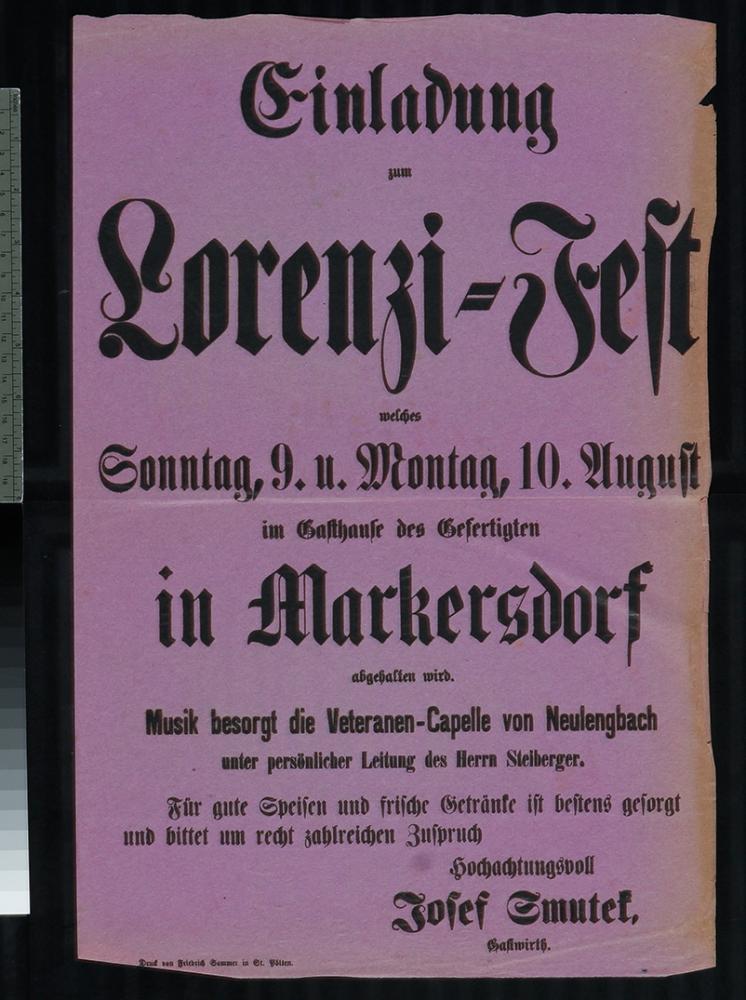 Einladung
zum
Lorenzi-Fest
welches
Sonntag, 9. u. Montag, 10. August
im Gasthause des Gefertigten
in Markersdorf
abgehalten wird.
Musik besorgt die Veteranen-Capelle von Neulengbach
unter persönlicher Leitung des Herrn Steiberger.
Für gute Speisen und frische Getränke ist bestens gesorgt
und bittet um recht zahlreichen Zuspruch
Hochachtungsvoll
Josef Smutek,
Gastwirth.
Druck von Friedrich Sommer in St. Pölten.